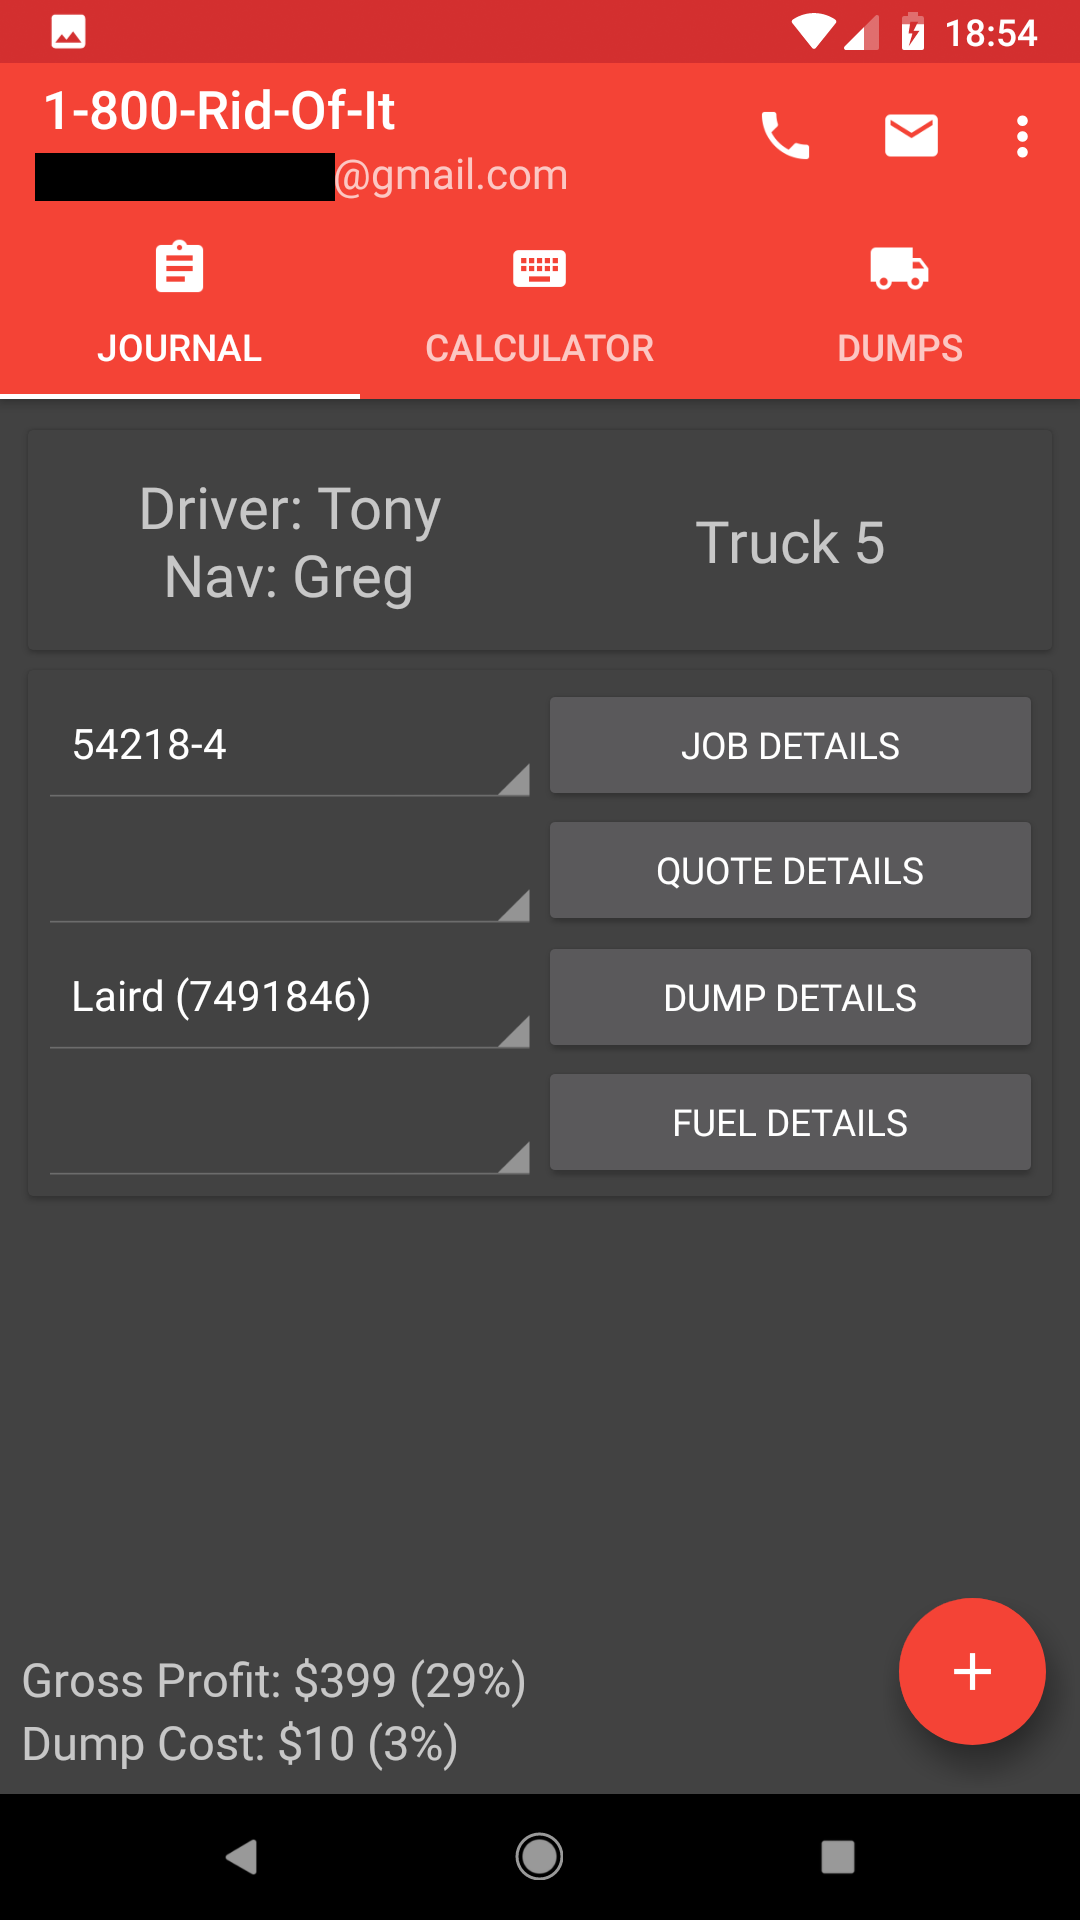 18:54
1-800-Rid-Of-It
@gmail.com
JOURNAL
CALCULATOR
DUMPS
Driver: Tony
Nav: Greg
Truck 5
54218-4
JOB DETAILS
QUOTE DETAILS
Laird (7491846)
DUMP DETAILS
FUEL DETAILS
Gross Profit: $399 (29%)
Dump Cost: $10 (3%)